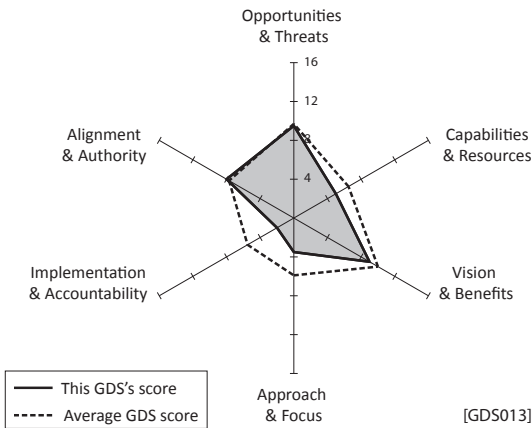 Opportunities
& Threats
16
12
8
4
Alignment
& Authority
Capabilities
& Resources
Implementation
& Accountability
Vision
& Benefits
Approach
& Focus
This GDS's score
Average GDS score
[GDS013]